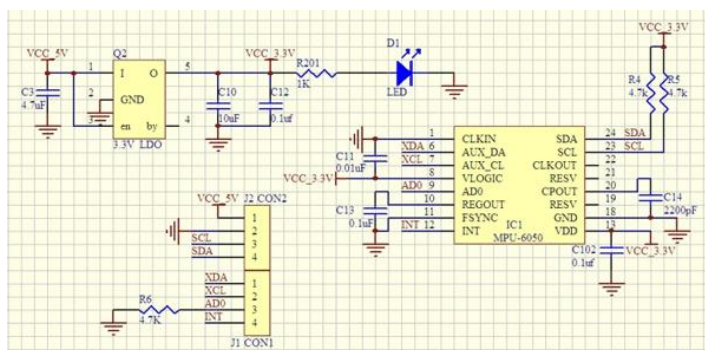 VCC_5V
Q2
VCC_3.3V
1 I O 5
2 GND
3 en by 4
3.3V LDO
C3
4.7uF
C10
10uF
C12
0.1uf
R201
1K
D1
LED
VCC_3.3V
R4
4.7k
R5
4.7k
1 CLKIN SDA 24 SDA
XDA 6 AUX_DA SCL 23 SCL
XCL 7 AUX_CL CLKOUT 22
VCC_3.3V 8 VLOGIC RESV 21
AD0 9 AD0 CPOUT 20
10 REGOUT RESV 19
11 FSYNC GND 18
INT 12 INT VDD 13
IC1
MPU-6050
C11
0.01uF
C13
0.1uF
C14
2200pF
C102
0.1uf
VCC_3.3V
VCC_5V
J2 CON2
1
2
SCL 3
SDA 4
XDA 1
XCL 2
AD0 3
INT 4
J1 CON1
R6
4.7K